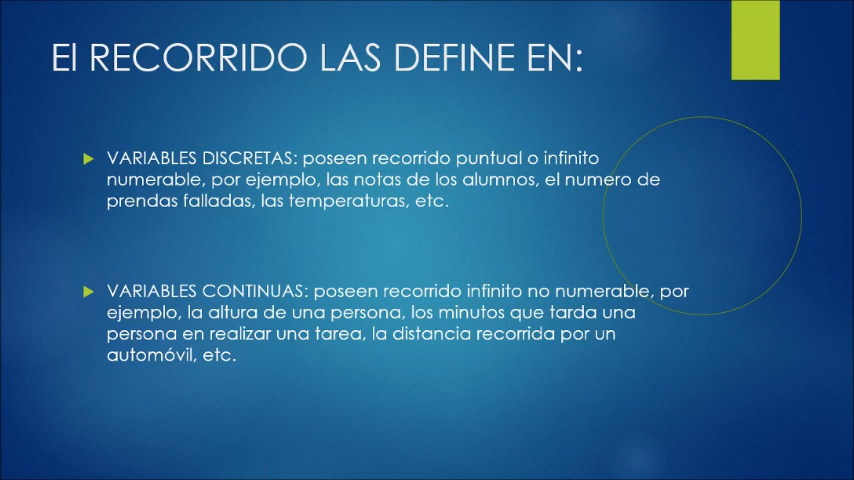 El RECORRIDO LAS DEFINE EN:
VARIABLES DISCRETAS: poseen recorrido puntual o infinito
numerable, por ejemplo, las notas de los alumnos, el numero de
prendas falladas, las temperaturas, etc.
VARIABLES CONTINUAS: poseen recorrido infinito no numerable, por
ejemplo, la altura de una persona, los minutos que tarda una
persona en realizar una tarea, la distancia recorrida por un
automóvil, etc.